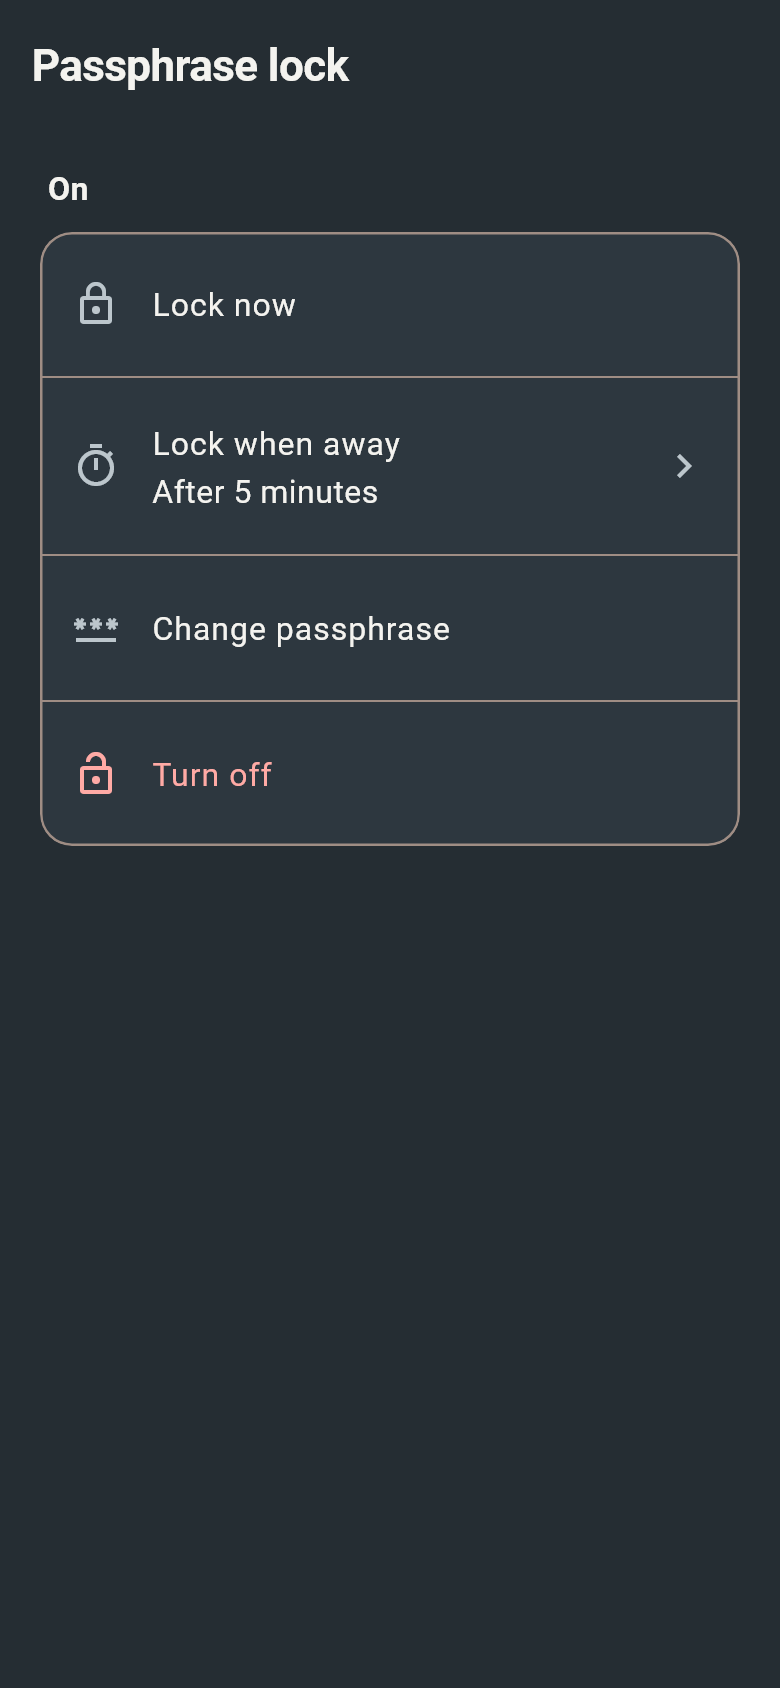 Passphrase lock
On
Lock now
Lock when away
After 5 minutes
Change passphrase
Turn off